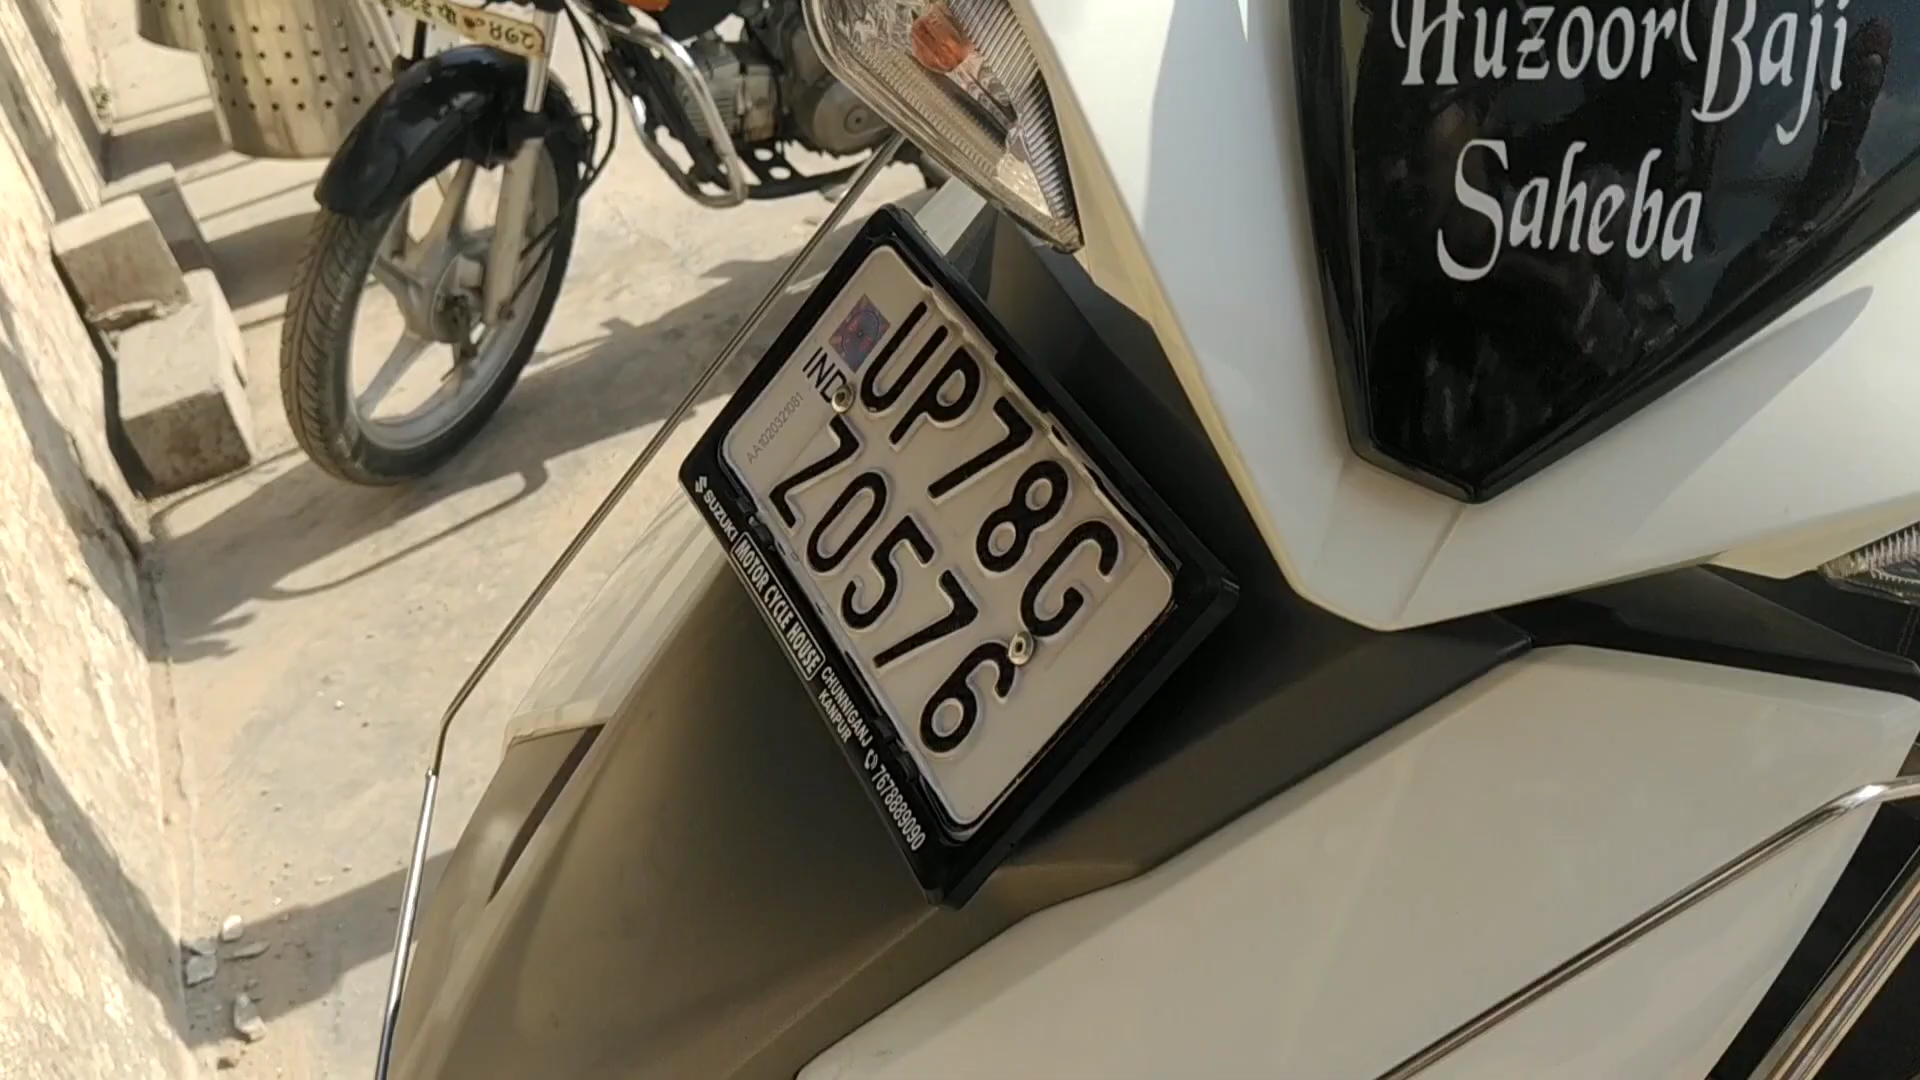 Huzoor Baji
Saheba
IND
UP78G
Z0576
AA1020321081
SUZUKI MOTOR CYCLE HOUSE CHUNNIGANJ
KANPUR
7678889090